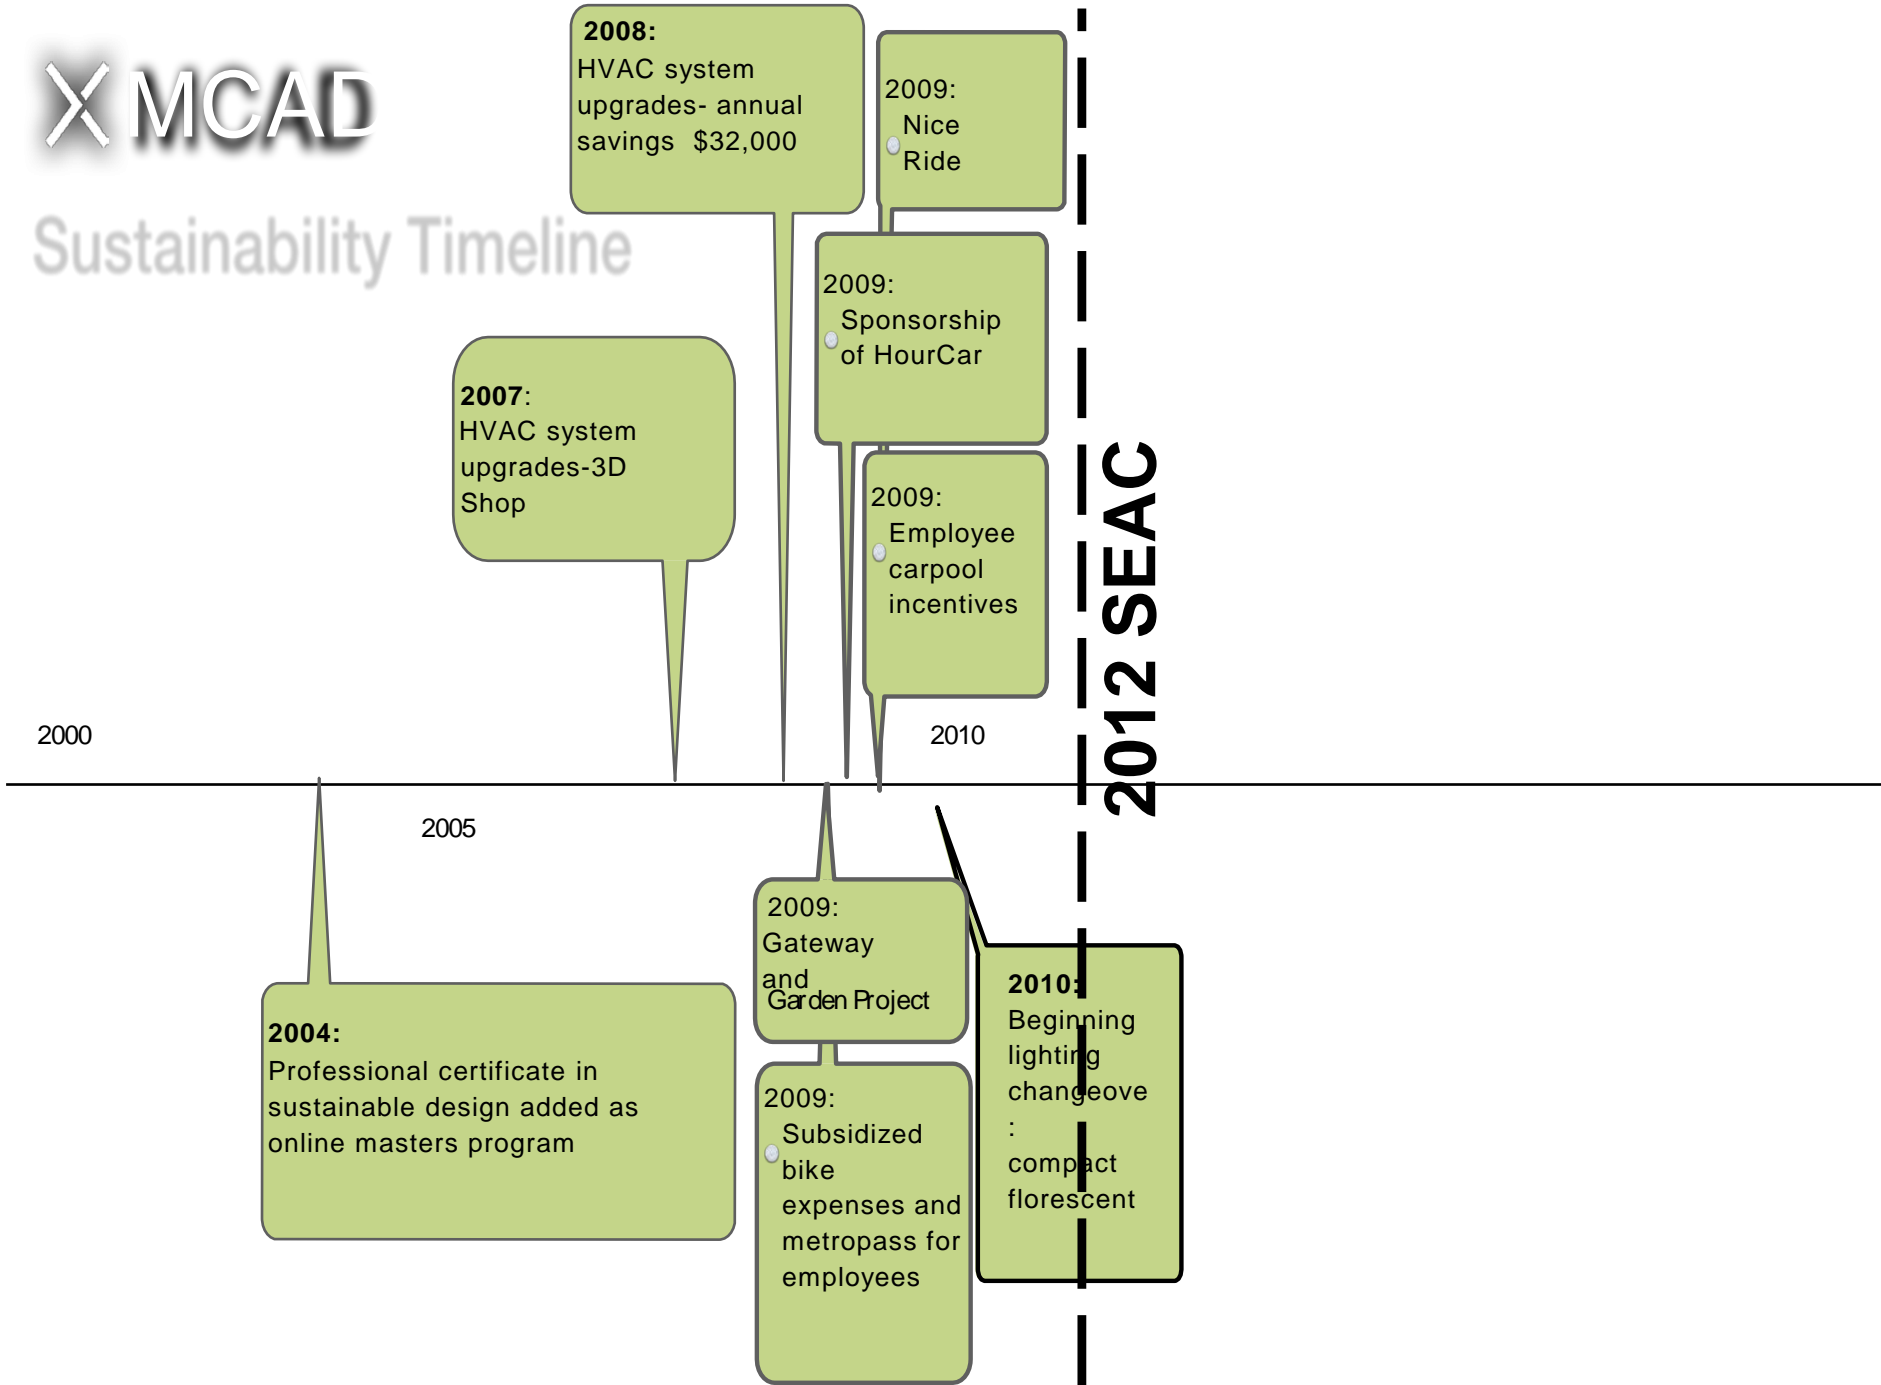 MCAD
Sustainability Timeline
2008:
HVAC system
upgrades- annual
savings $32,000
2009:
Nice
Ride
2009:
Sponsorship
of HourCar
2007:
HVAC system
upgrades-3D
Shop
2009:
Employee
carpool
incentives
2012 SEAC
2000
2010
2005
2004:
Professional certificate in
sustainable design added as
online masters program
2009:
Gateway
and
Garden Project
2009:
Subsidized
bike
expenses and
metropass for
employees
2010:
Beginning
lighting
changeove
:
compact
florescent